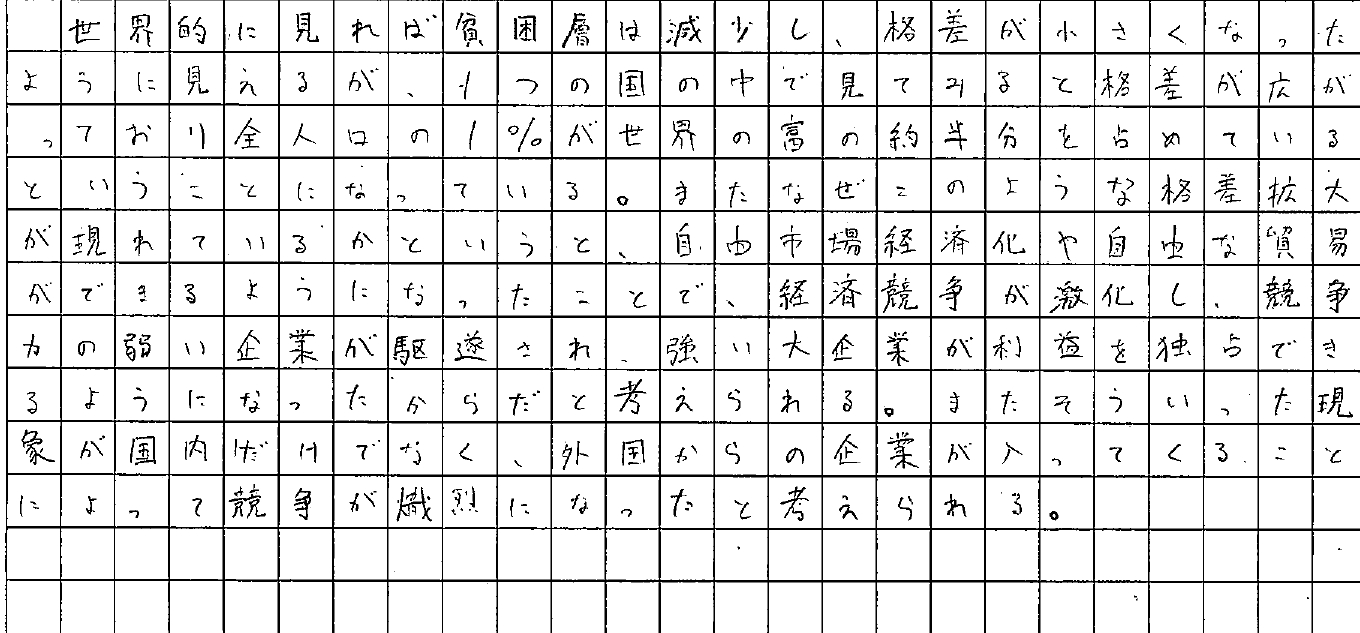 世界的に見れば貧困層は減少し、格差が小さくなった
ように見えるが、1つの国の中で見てみると格差が広が
っており全人口の1%が世界の富の約半分を占めている
ということになっている。またなぜこのような格差拡大
が現れているかというと、自由市場経済化や自由な貿易
ができるようになったことで、経済競争が激化し、競争
力の弱い企業が駆逐され、強い大企業が利益を独占でき
るようになったからだと考えられる。またそういった現
象が国内だけでなく、外国からの企業が入ってくること
によって競争が熾烈になったと考えられる。